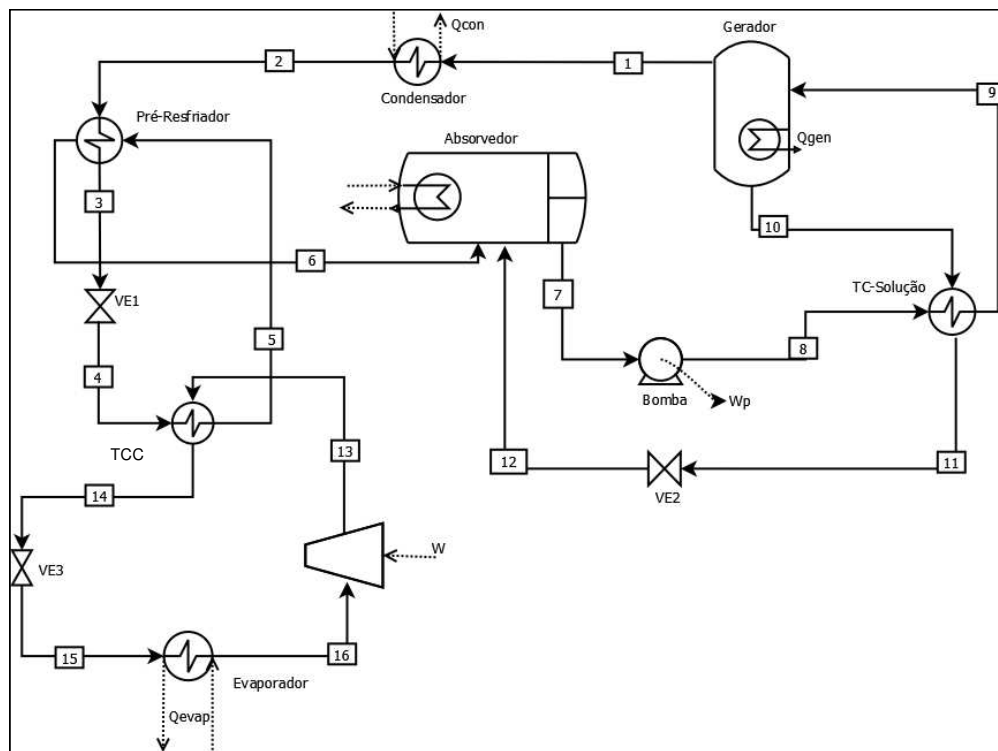 Gerador
Qcon
2
1
Condensador
9
Pré-Resfriador
Absorvedor
Qgen
3
10
6
VE1
7
TC-Solução
5
8
4
Bomba
Wp
13
TCC
12
11
14
VE2
W
VE3
15
16
Evaporador
Qevap